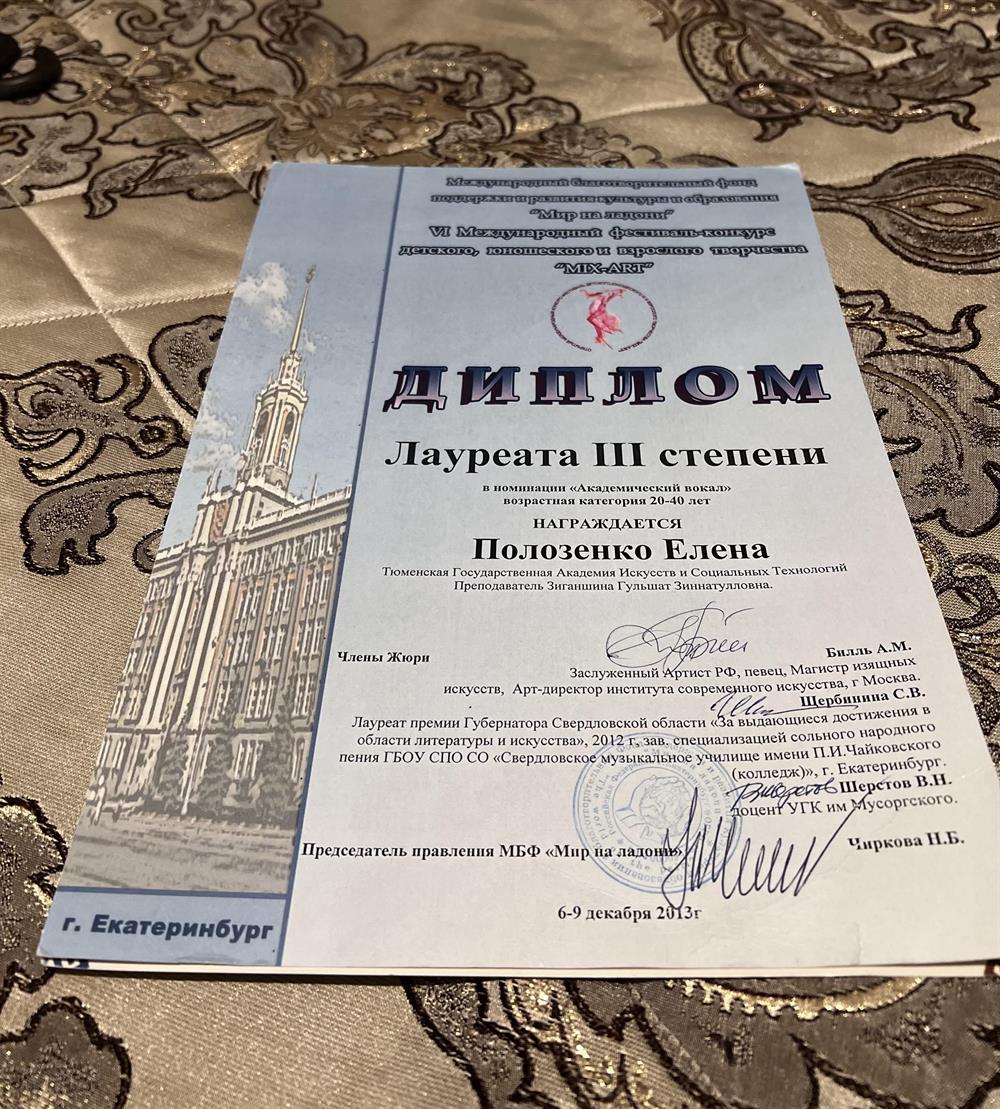 Международный благотворительный фонд
поддержки и развития культуры и образования
"Мир на ладони"
VI Международный фестиваль-конкурс
детского, юношеского и взрослого творчества
"MIX-ART"
ДИПЛОМ
Лауреата III степени
в номинации «Академический вокал»
возрастная категория 20-40 лет
НАГРАЖДАЕТСЯ
Полозенко Елена
Тюменская Государственная Академия Искусств и Социальных Технологий
Преподаватель Зиганшина Гульшат Зиннатулловна.
Члены Жюри
Билль А.М.
Заслуженный Артист РФ, певец, Магистр изящных
искусств, Арт-директор института современного искусства, г Москва.
Щербинина С.В.
Лауреат премии Губернатора Свердловской области «За выдающиеся достижения в
области литературы и искусства», 2012 г, зав. специализацией сольного народного
пения ГБОУ СПО СО «Свердловское музыкальное училище имени П.И.Чайковского
(колледж)», г. Екатеринбург.
Шерстов В.Н.
доцент УГК им Мусоргского.
Председатель правления МБФ «Мир на ладони»
Чиркова Н.Б.
6-9 декабря 2013г
г. Екатеринбург